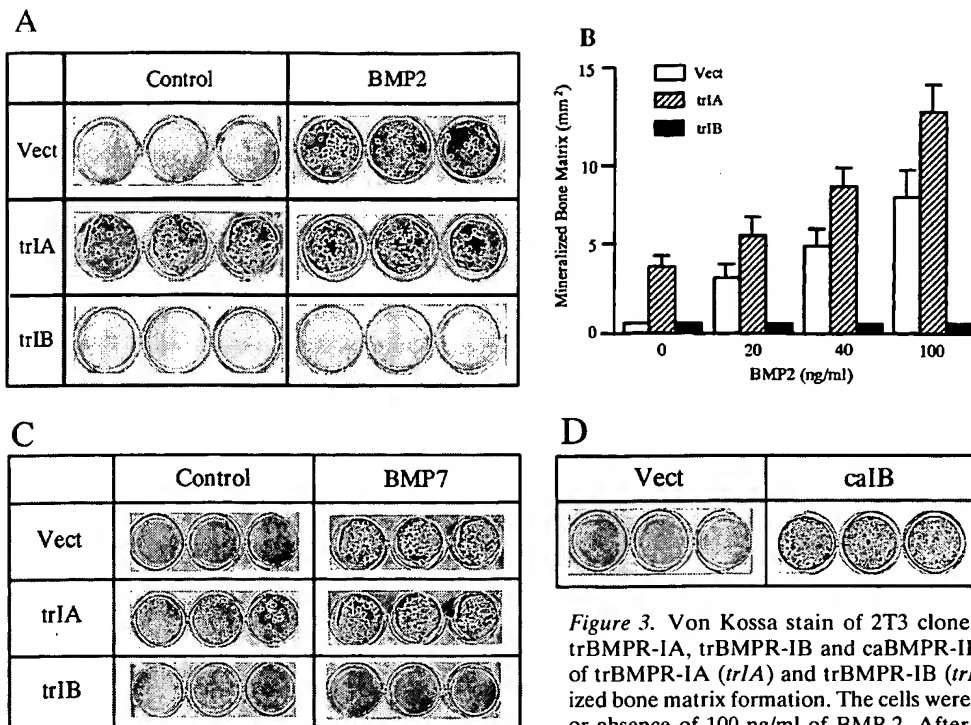 A
Control BMP2
Vect
trIA
trIB
B
Mineralized Bone Matrix (mm²)
15
10
5
0
Vect
trIA
trIB
0 20 40 100
BMP2 (ng/ml)
C
Control BMP7
Vect
trIA
trIB
D
Vect caIB
Figure 3. Von Kossa stain of 2T3 clone
trBMPR-IA, trBMPR-IB and caBMPR-II
of trBMPR-IA (trIA) and trBMPR-IB (tr
ized bone matrix formation. The cells were
or absence of 100 ng/ml of BMP 2. After